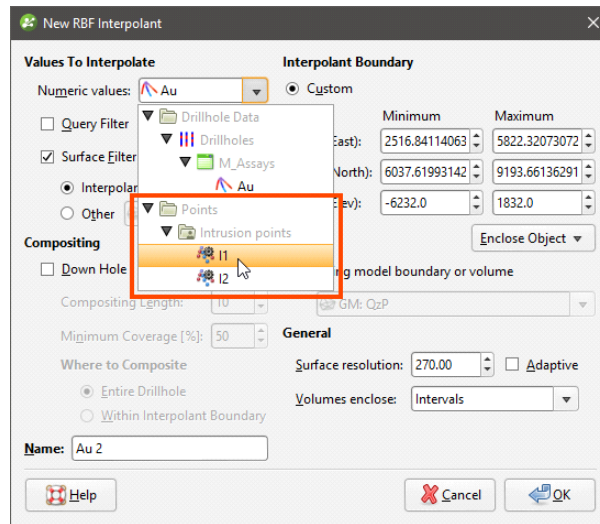 New RBF Interpolant
Values To Interpolate
Numeric values: Au
Query Filter
Surface Filter
Interpolan
Other
Drillhole Data
Drillholes
M_Assays
Au
Points
Intrusion points
I1
I2
Compositing
Down Hole
Compositing Length: 10
Minimum Coverage [%]: 50
Where to Composite
Entire Drillhole
Within Interpolant Boundary
Name: Au 2
Interpolant Boundary
Custom
Minimum Maximum
East): 2516.84114063 5822.32073072
North): 6037.61993142 9193.66136291
Elev): -6232.0 1832.0
Enclose Object
g model boundary or volume
GM: QzP
General
Surface resolution: 270.00 Adaptive
Volumes enclose: Intervals
Help
Cancel
OK